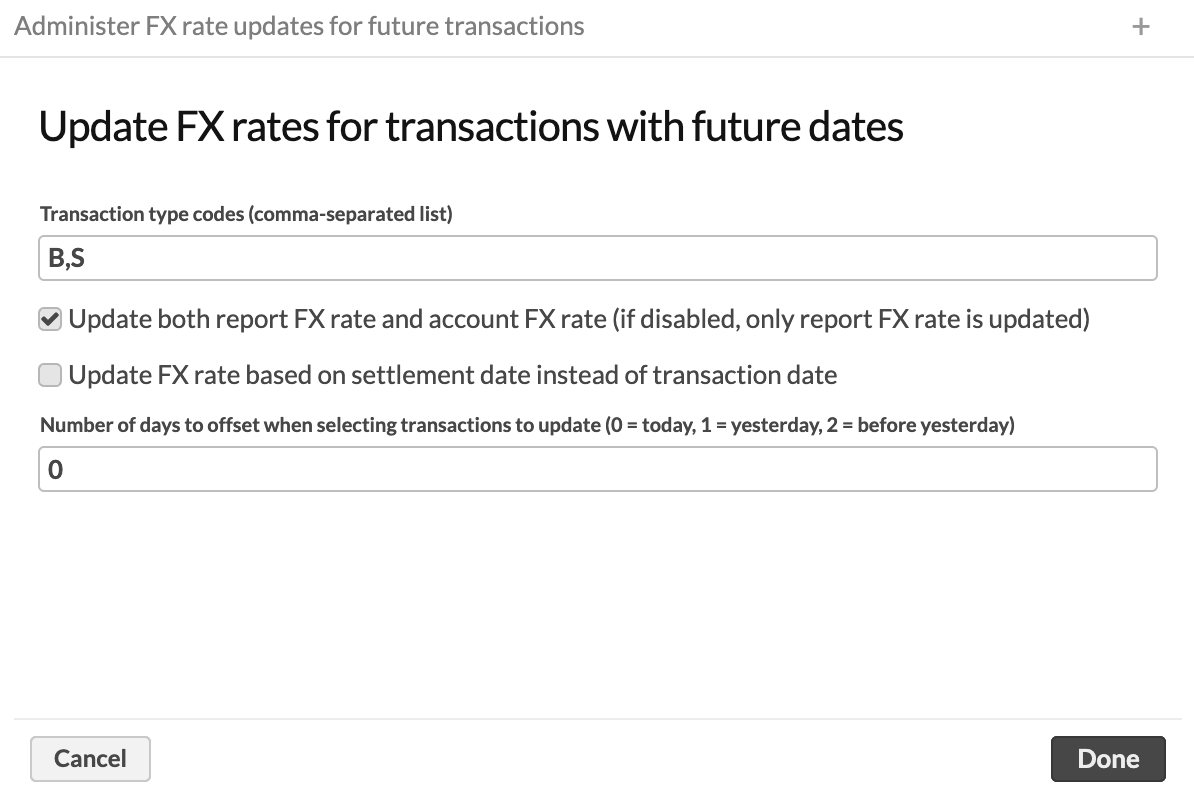 Administer FX rate updates for future transactions
+
Update FX rates for transactions with future dates
Transaction type codes (comma-separated list)
B,S
Update both report FX rate and account FX rate (if disabled, only report FX rate is updated)
Update FX rate based on settlement date instead of transaction date
Number of days to offset when selecting transactions to update (0 = today, 1 = yesterday, 2 = before yesterday)
0
Cancel
Done